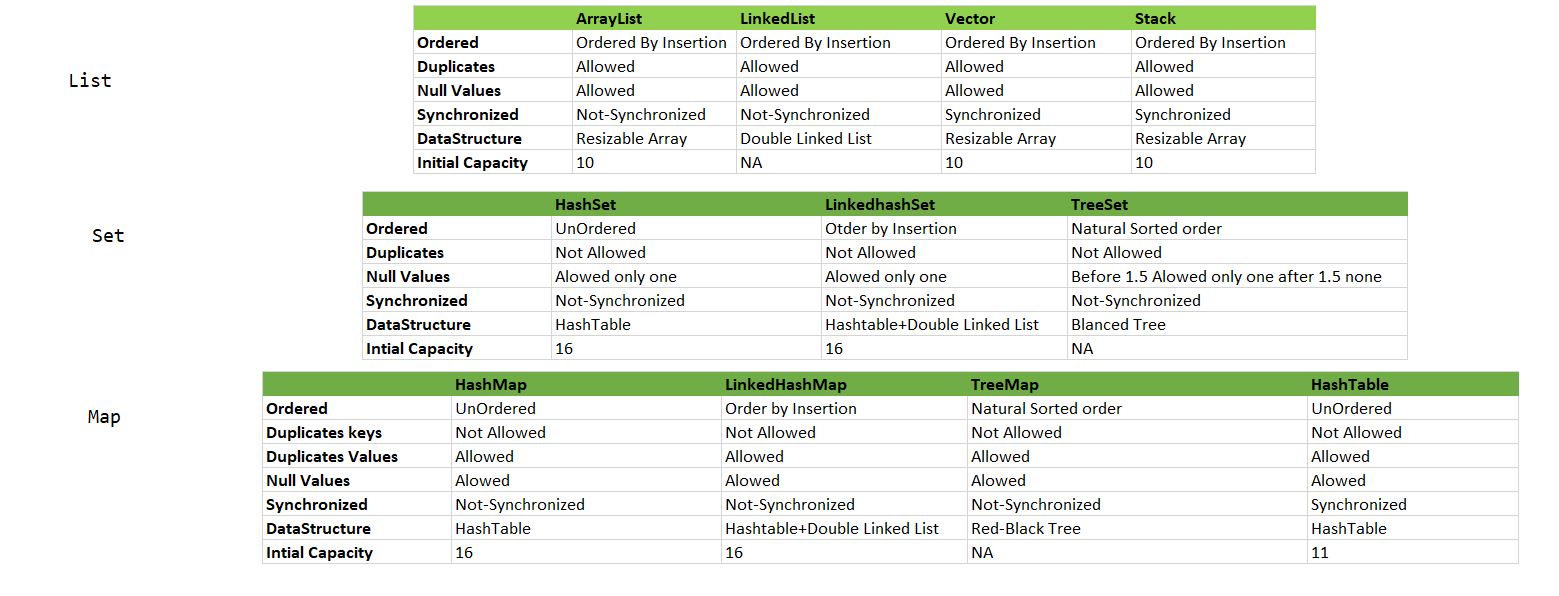 ArrayList LinkedList Vector Stack
Ordered Ordered By Insertion Ordered By Insertion Ordered By Insertion Ordered By Insertion
Duplicates Allowed Allowed Allowed Allowed
List
Null Values Allowed Allowed Allowed Allowed
Synchronized Not-Synchronized Not-Synchronized Synchronized Synchronized
DataStructure Resizable Array Double Linked List Resizable Array Resizable Array
Initial Capacity 10 NA 10 10
HashSet LinkedhashSet TreeSet
Ordered UnOrdered Otder by Insertion Natural Sorted order
Set
Duplicates Not Allowed Not Allowed Not Allowed
Null Values Alowed only one Alowed only one Before 1.5 Alowed only one after 1.5 none
Synchronized Not-Synchronized Not-Synchronized Not-Synchronized
DataStructure HashTable Hashtable+Double Linked List Blanced Tree
Intial Capacity 16 16 NA
HashMap LinkedHashMap TreeMap HashTable
Ordered UnOrdered Order by Insertion Natural Sorted order UnOrdered
Map
Duplicates keys Not Allowed Not Allowed Not Allowed Not Allowed
Duplicates Values Allowed Allowed Allowed Allowed
Null Values Alowed Alowed Alowed Alowed
Synchronized Not-Synchronized Not-Synchronized Not-Synchronized Synchronized
DataStructure HashTable Hashtable+Double Linked List Red-Black Tree HashTable
Intial Capacity 16 16 NA 11